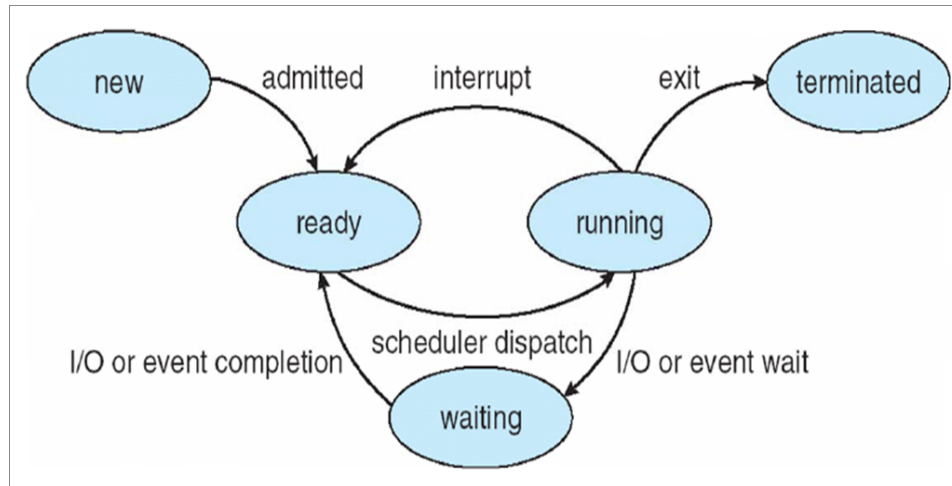 new
admitted
interrupt
exit
terminated
ready
running
scheduler dispatch
I/O or event completion
I/O or event wait
waiting